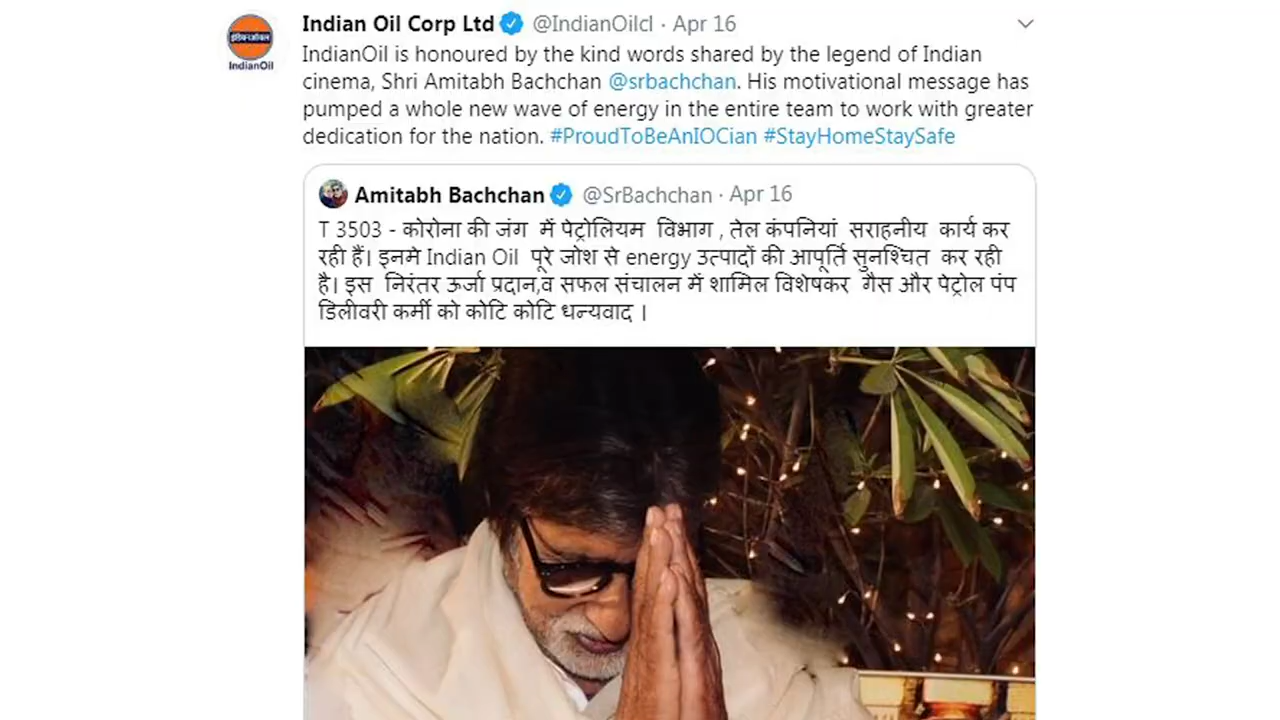 Indian Oil Corp Ltd @IndianOilcl · Apr 16
IndianOil is honoured by the kind words shared by the legend of Indian
cinema, Shri Amitabh Bachchan @srbachchan. His motivational message has
pumped a whole new wave of energy in the entire team to work with greater
dedication for the nation. #ProudToBeAnIOCian #StayHomeStaySafe
इंडियनऑयल
IndianOil
Amitabh Bachchan @SrBachchan · Apr 16
T 3503 - कोरोना की जंग में पेट्रोलियम विभाग , तेल कंपनियां सराहनीय कार्य कर
रही हैं। इनमे Indian Oil पूरे जोश से energy उत्पादों की आपूर्ति सुनश्चित कर रही
है। इस निरंतर ऊर्जा प्रदान,व सफल संचालन में शामिल विशेषकर गैस और पेट्रोल पंप
डिलीवरी कर्मी को कोटि कोटि धन्यवाद ।